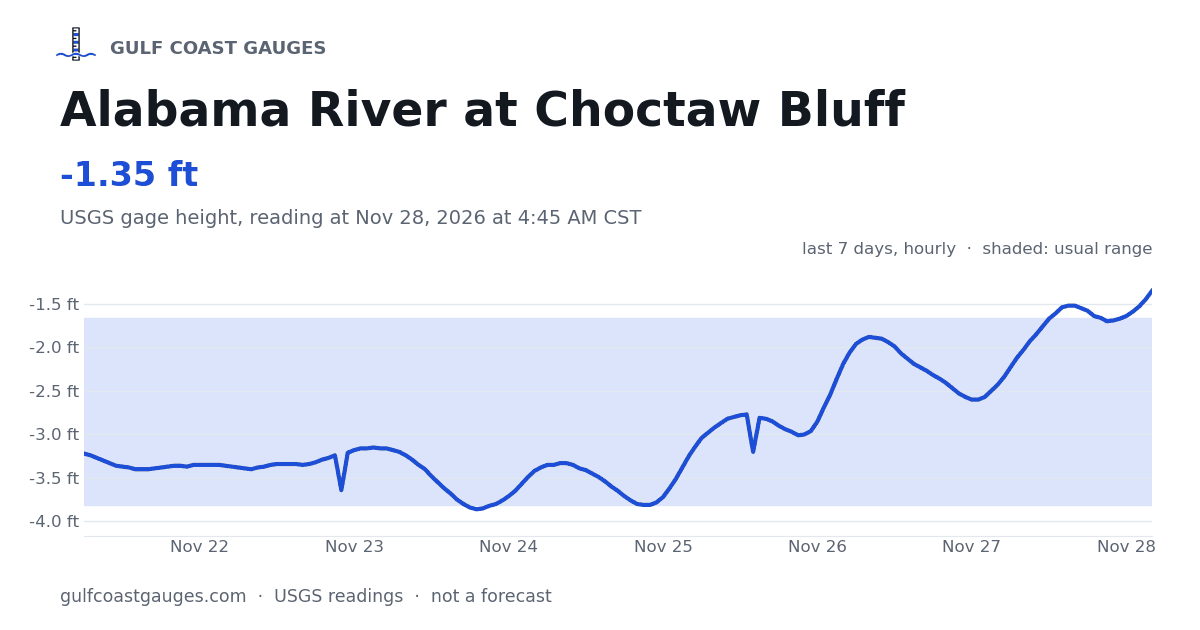 GULF COAST GAUGES
Alabama River at Choctaw Bluff
-1.35 ft
USGS gage height, reading at Nov 28, 2026 at 4:45 AM CST
last 7 days, hourly · shaded: usual range
-1.5 ft
-2.0 ft
-2.5 ft
-3.0 ft
-3.5 ft
-4.0 ft
Nov 22 Nov 23 Nov 24 Nov 25 Nov 26 Nov 27 Nov 28
gulfcoastgauges.com · USGS readings · not a forecast